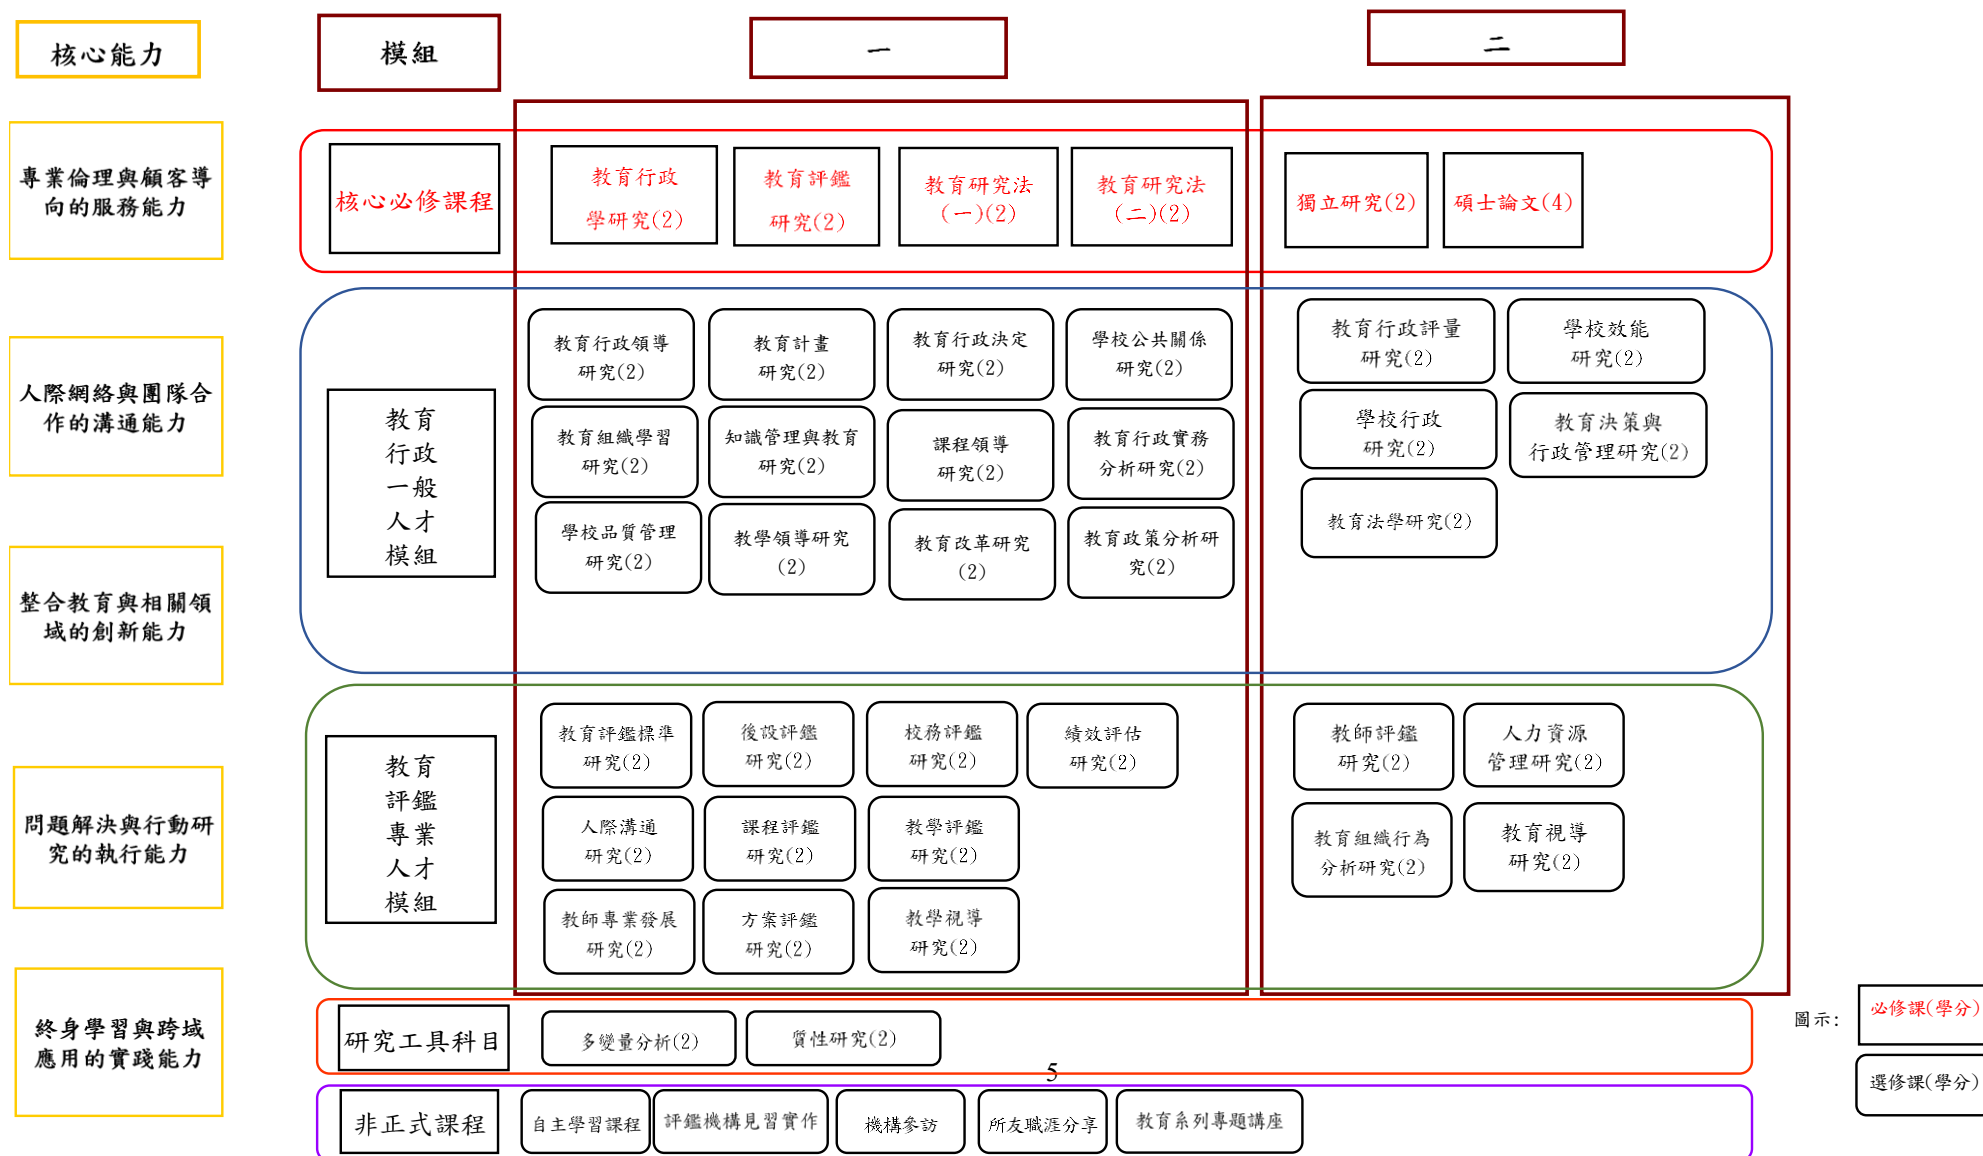 核心能力
模組
一
二
專業倫理與顧客導
向的服務能力
人際網絡與團隊合
作的溝通能力
整合教育與相關領
域的創新能力
問題解決與行動研
究的執行能力
終身學習與跨域
應用的實踐能力
核心必修課程
教育行政
學研究(2)
教育評鑑
研究(2)
教育研究法
(一)(2)
教育研究法
(二)(2)
獨立研究(2)
碩士論文(4)
教育
行政
一般
人才
模組
教育行政領導
研究(2)
教育計畫
研究(2)
教育行政決定
研究(2)
學校公共關係
研究(2)
教育行政評量
研究(2)
學校效能
研究(2)
教育組織學習
研究(2)
知識管理與教育
研究(2)
課程領導
研究(2)
教育行政實務
分析研究(2)
學校行政
研究(2)
教育決策與
行政管理研究(2)
學校品質管理
研究(2)
教學領導研究
(2)
教育改革研究
(2)
教育政策分析研
究(2)
教育法學研究(2)
教育
評鑑
專業
人才
模組
教育評鑑標準
研究(2)
後設評鑑
研究(2)
校務評鑑
研究(2)
績效評估
研究(2)
教師評鑑
研究(2)
人力資源
管理研究(2)
人際溝通
研究(2)
課程評鑑
研究(2)
教學評鑑
研究(2)
教育組織行為
分析研究(2)
教育視導
研究(2)
教師專業發展
研究(2)
方案評鑑
研究(2)
教學視導
研究(2)
研究工具科目
多變量分析(2)
質性研究(2)
5
非正式課程
自主學習課程
評鑑機構見習實作
機構參訪
所友職涯分享
教育系列專題講座
圖示:
必修課(學分)
選修課(學分)